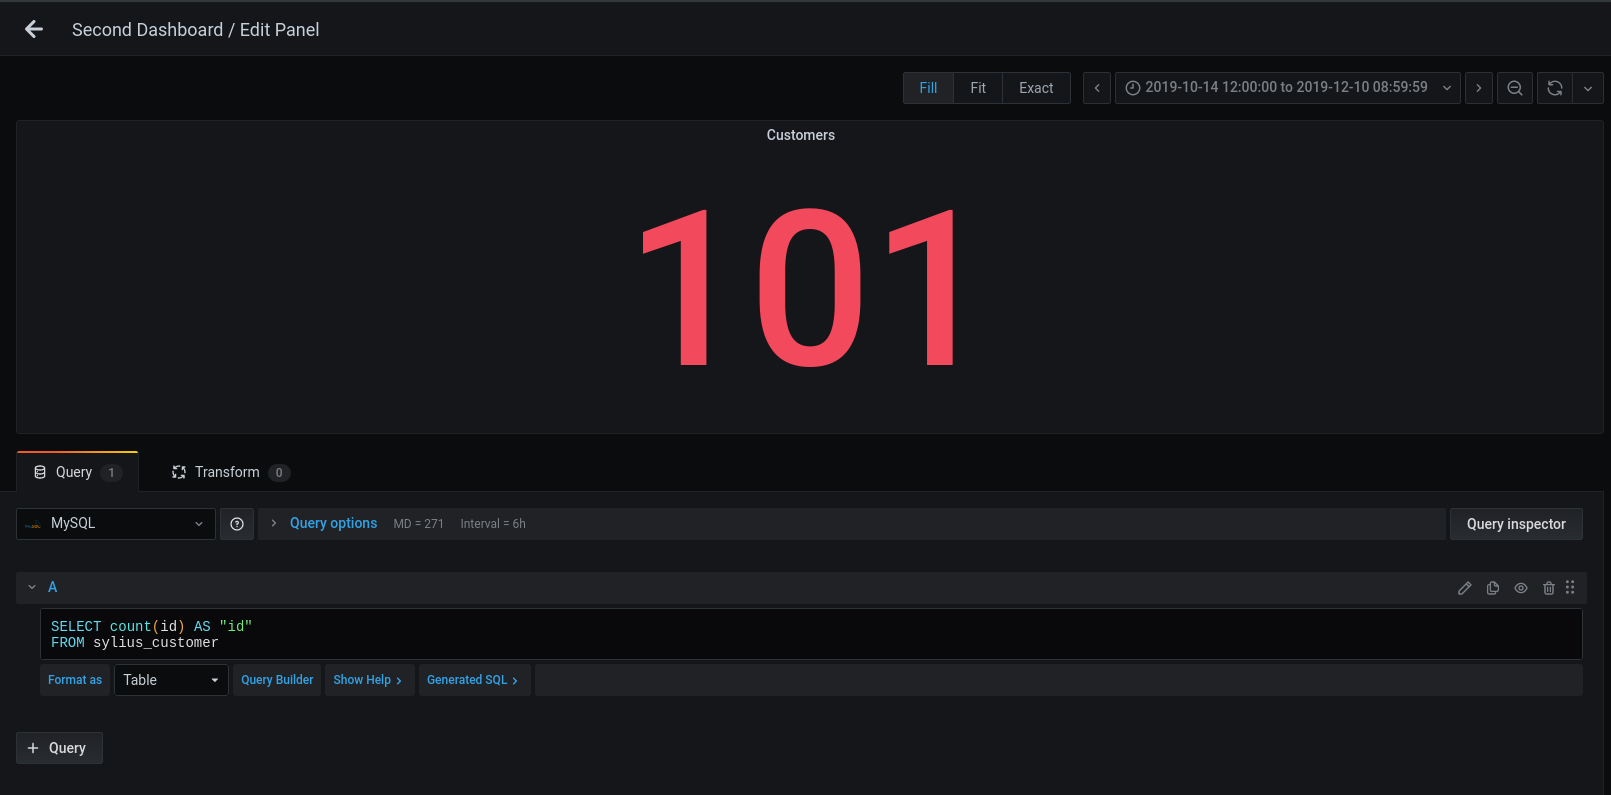 Second Dashboard / Edit Panel
Fill Fit Exact 2019-10-14 12:00:00 to 2019-12-10 08:59:59
Customers
101
Query 1 Transform 0
MySQL Query options MD = 271 Interval = 6h Query inspector
A
SELECT count(id) AS "id"
FROM sylius_customer
Format as Table Query Builder Show Help Generated SQL
Query